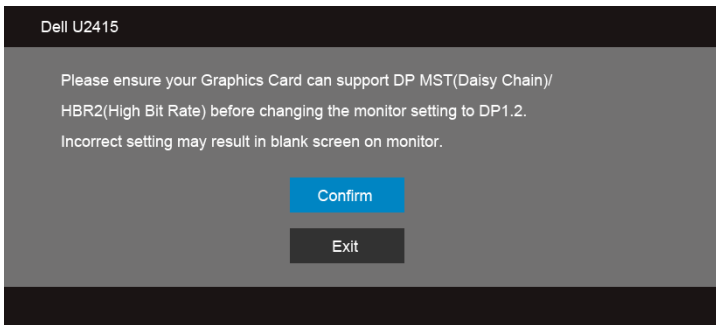 Dell U2415
Please ensure your Graphics Card can support DP MST(Daisy Chain)/
HBR2(High Bit Rate) before changing the monitor setting to DP1.2.
Incorrect setting may result in blank screen on monitor.
Confirm
Exit